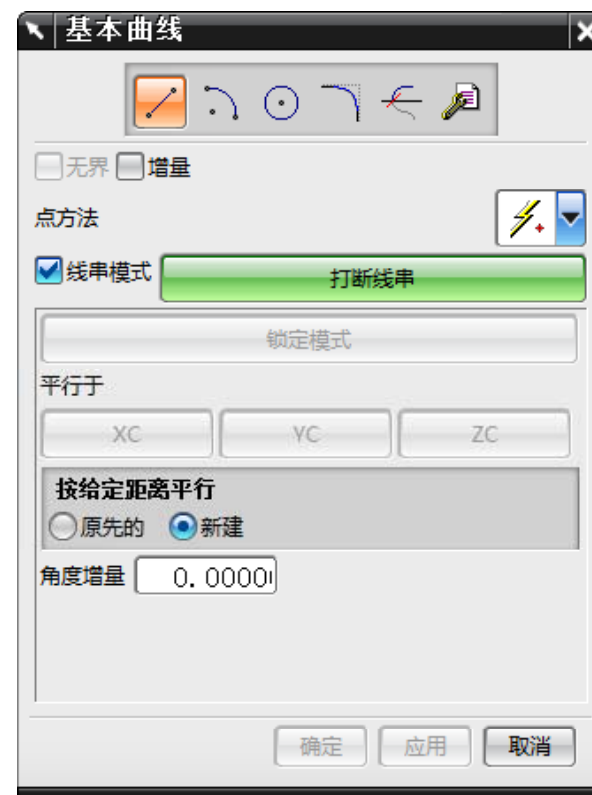 基本曲线
无界 增量
点方法
线串模式 打断线串
锁定模式
平行于
XC YC ZC
按给定距离平行
原先的 新建
角度增量 0.0000
确定 应用 取消